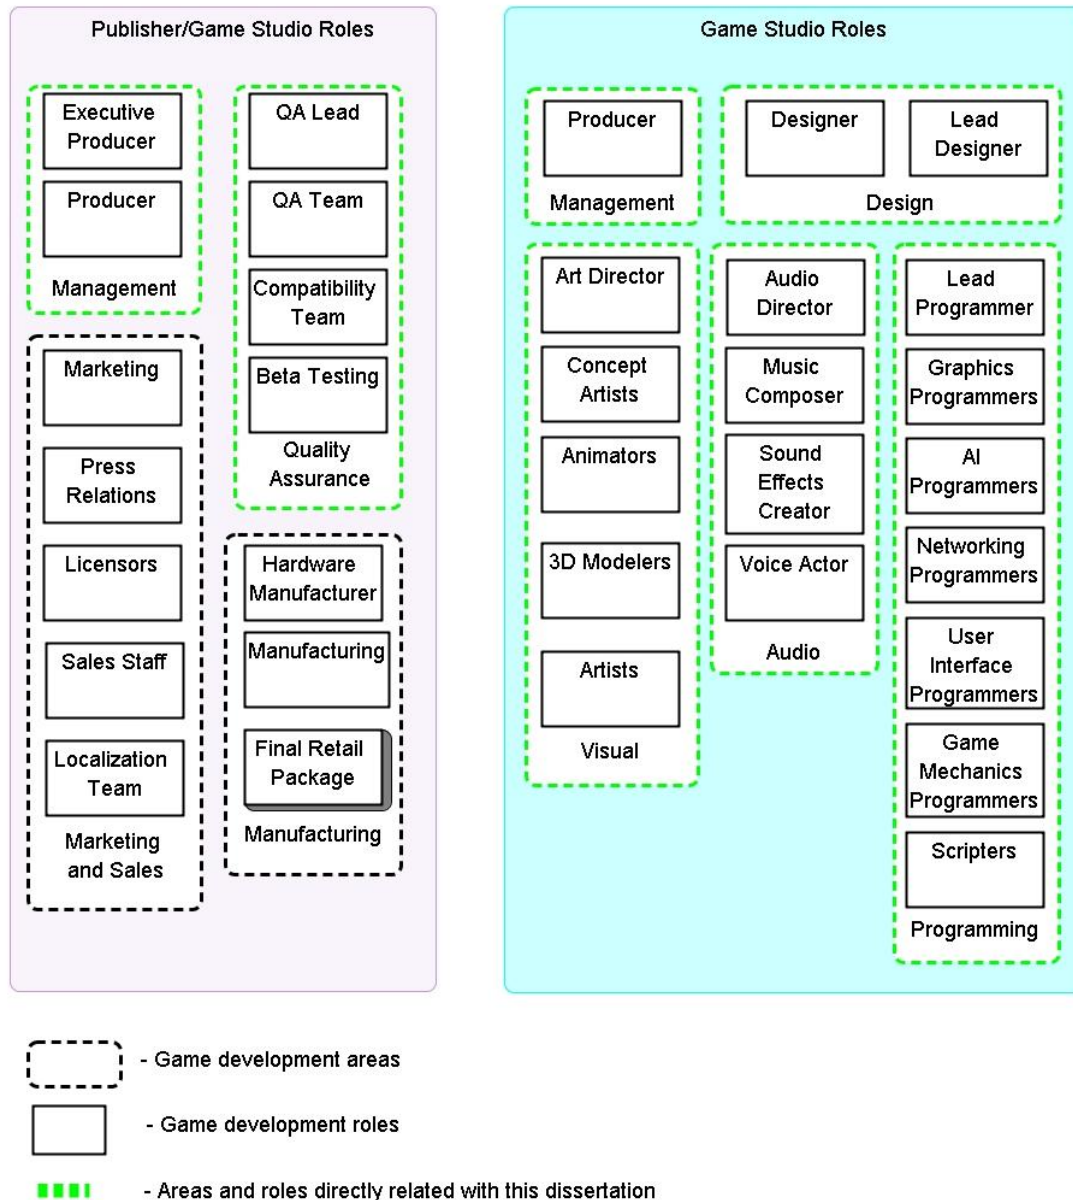 Publisher/Game Studio Roles
Executive
Producer
Producer
Management
QA Lead
QA Team
Compatibility
Team
Beta Testing
Quality
Assurance
Marketing
Press
Relations
Licensors
Sales Staff
Localization
Team
Marketing
and Sales
Hardware
Manufacturer
Manufacturing
Final Retail
Package
Manufacturing
Game Studio Roles
Producer
Management
Designer
Lead
Designer
Design
Art Director
Concept
Artists
Animators
3D Modelers
Artists
Visual
Audio
Director
Music
Composer
Sound
Effects
Creator
Voice Actor
Audio
Lead
Programmer
Graphics
Programmers
AI
Programmers
Networking
Programmers
User
Interface
Programmers
Game
Mechanics
Programmers
Scripters
Programming
- Game development areas
- Game development roles
- Areas and roles directly related with this dissertation